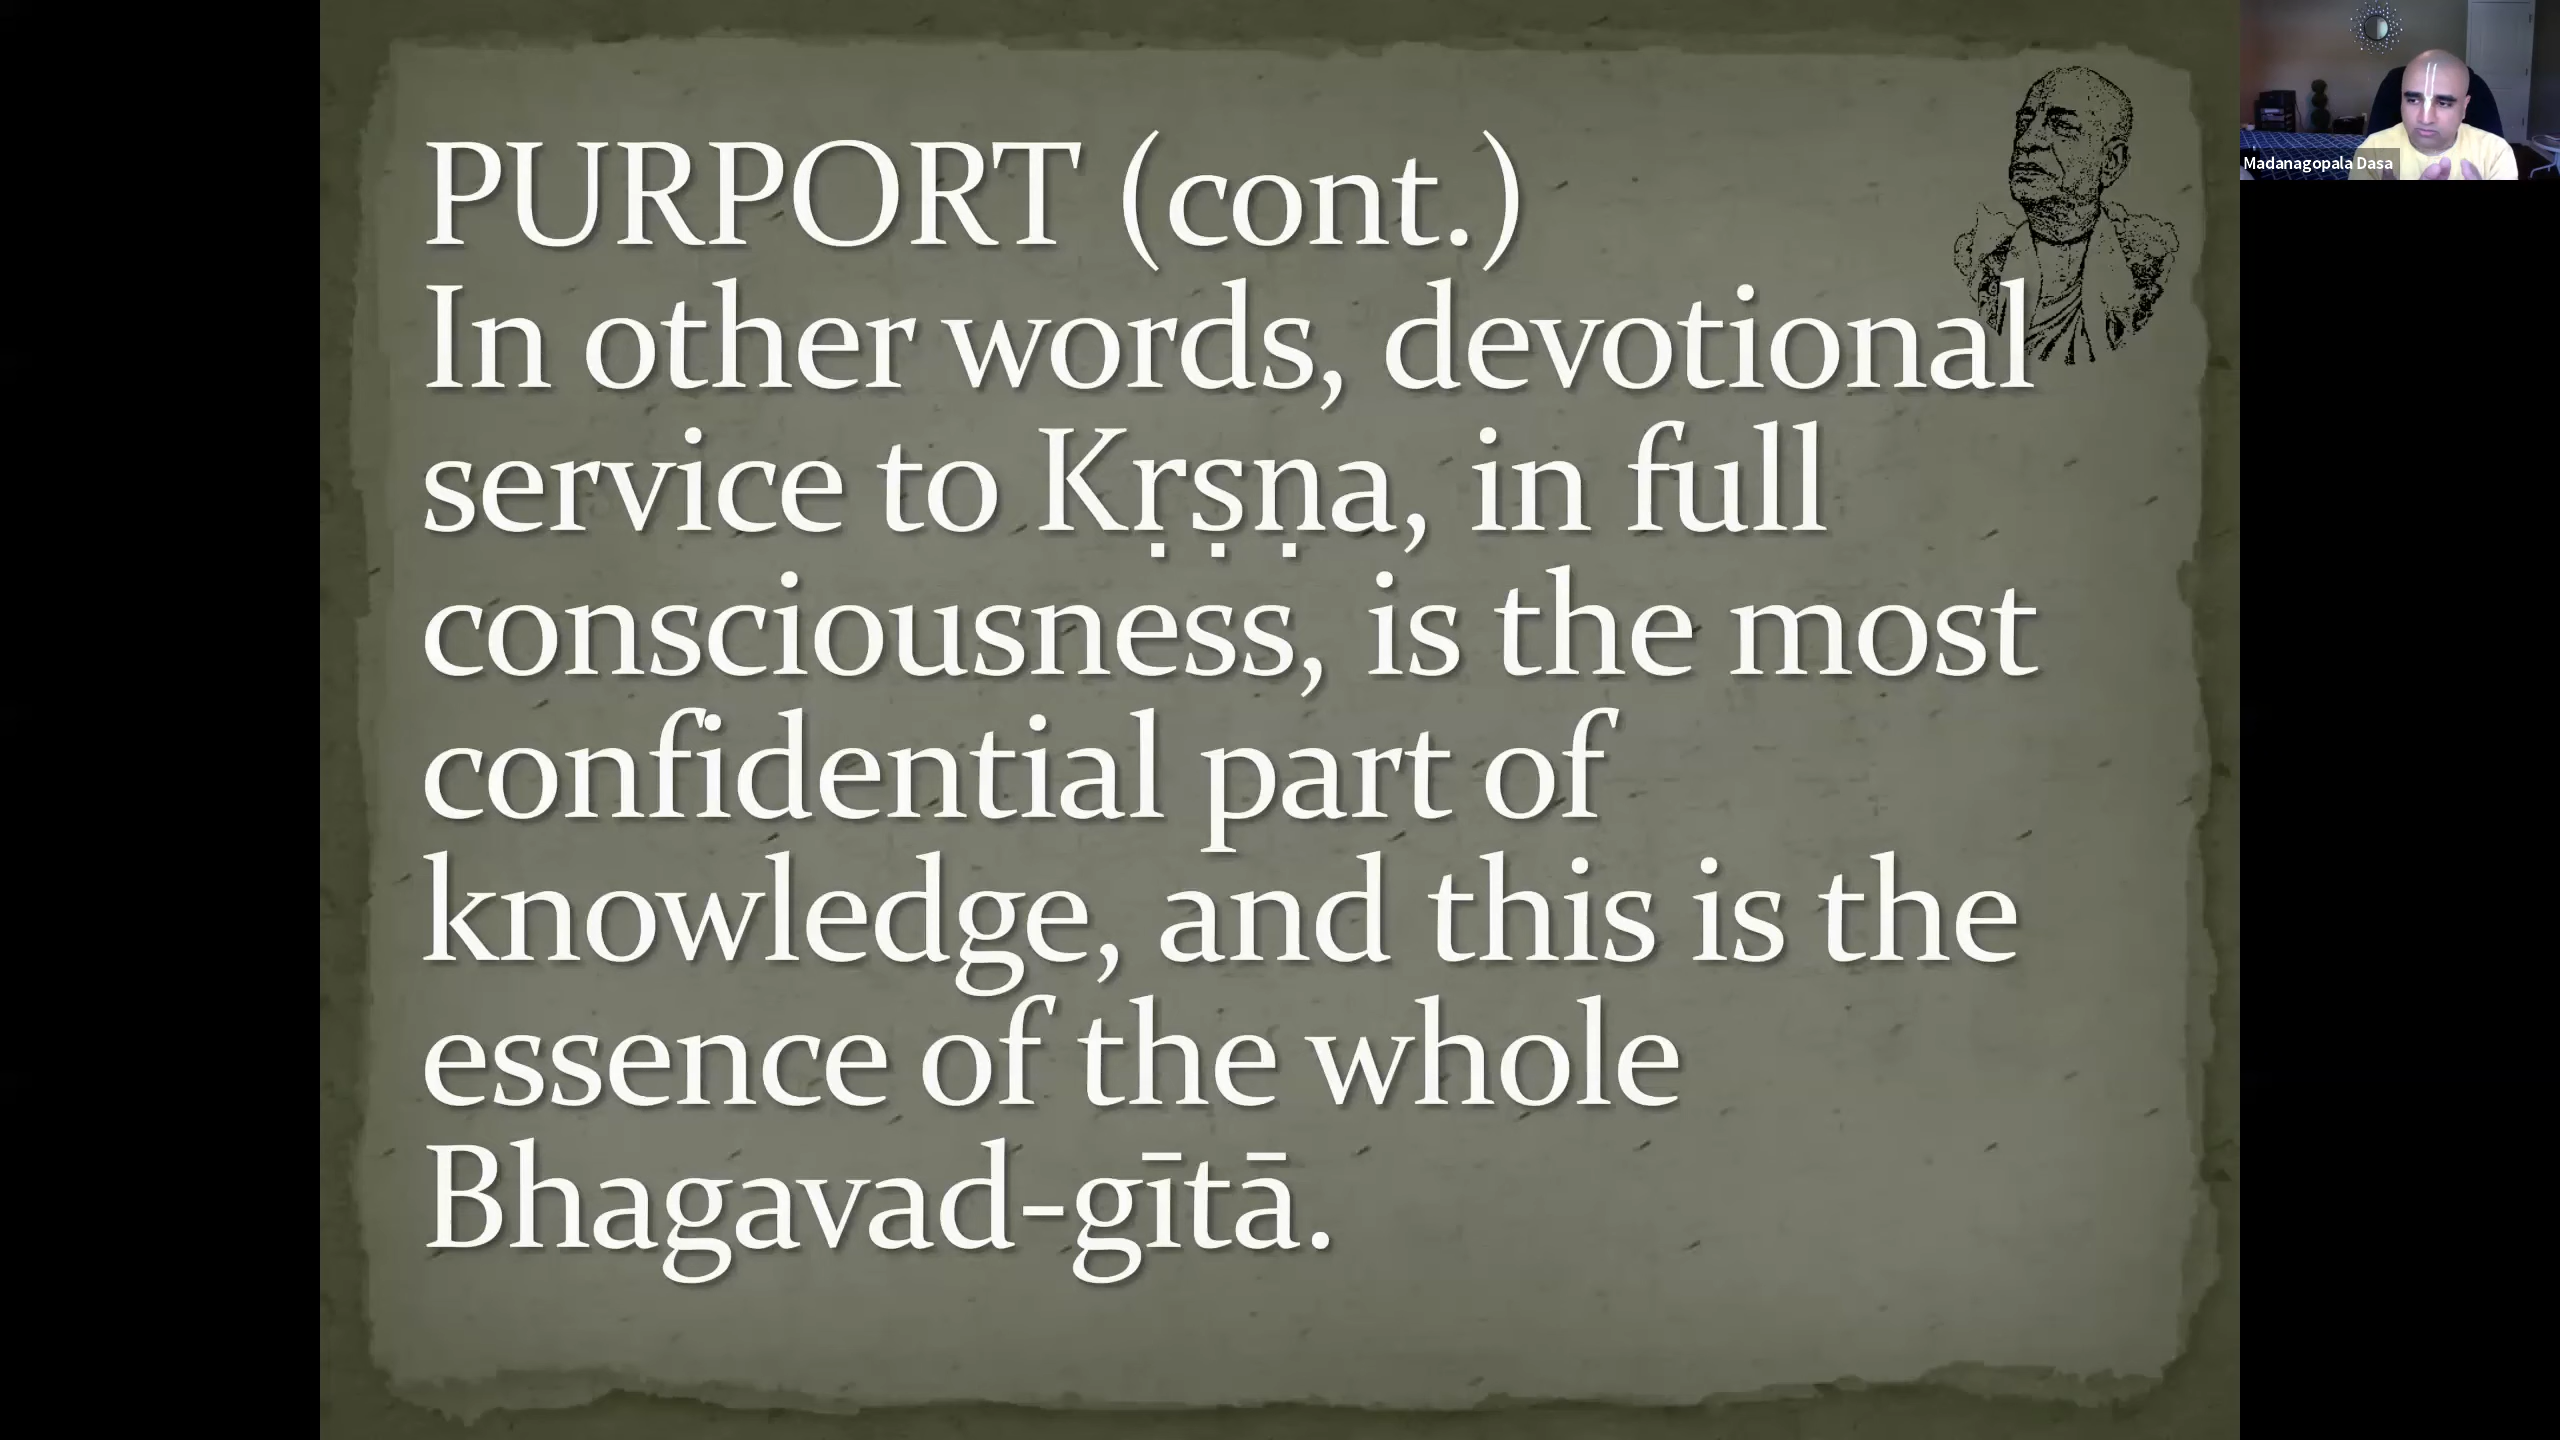 PURPORT (cont.)
In other words, devotional
service to Kṛṣṇa, in full
consciousness, is the most
confidential part of
knowledge, and this is the
essence of the whole
Bhagavad-gītā.
Madanagopala Dasa